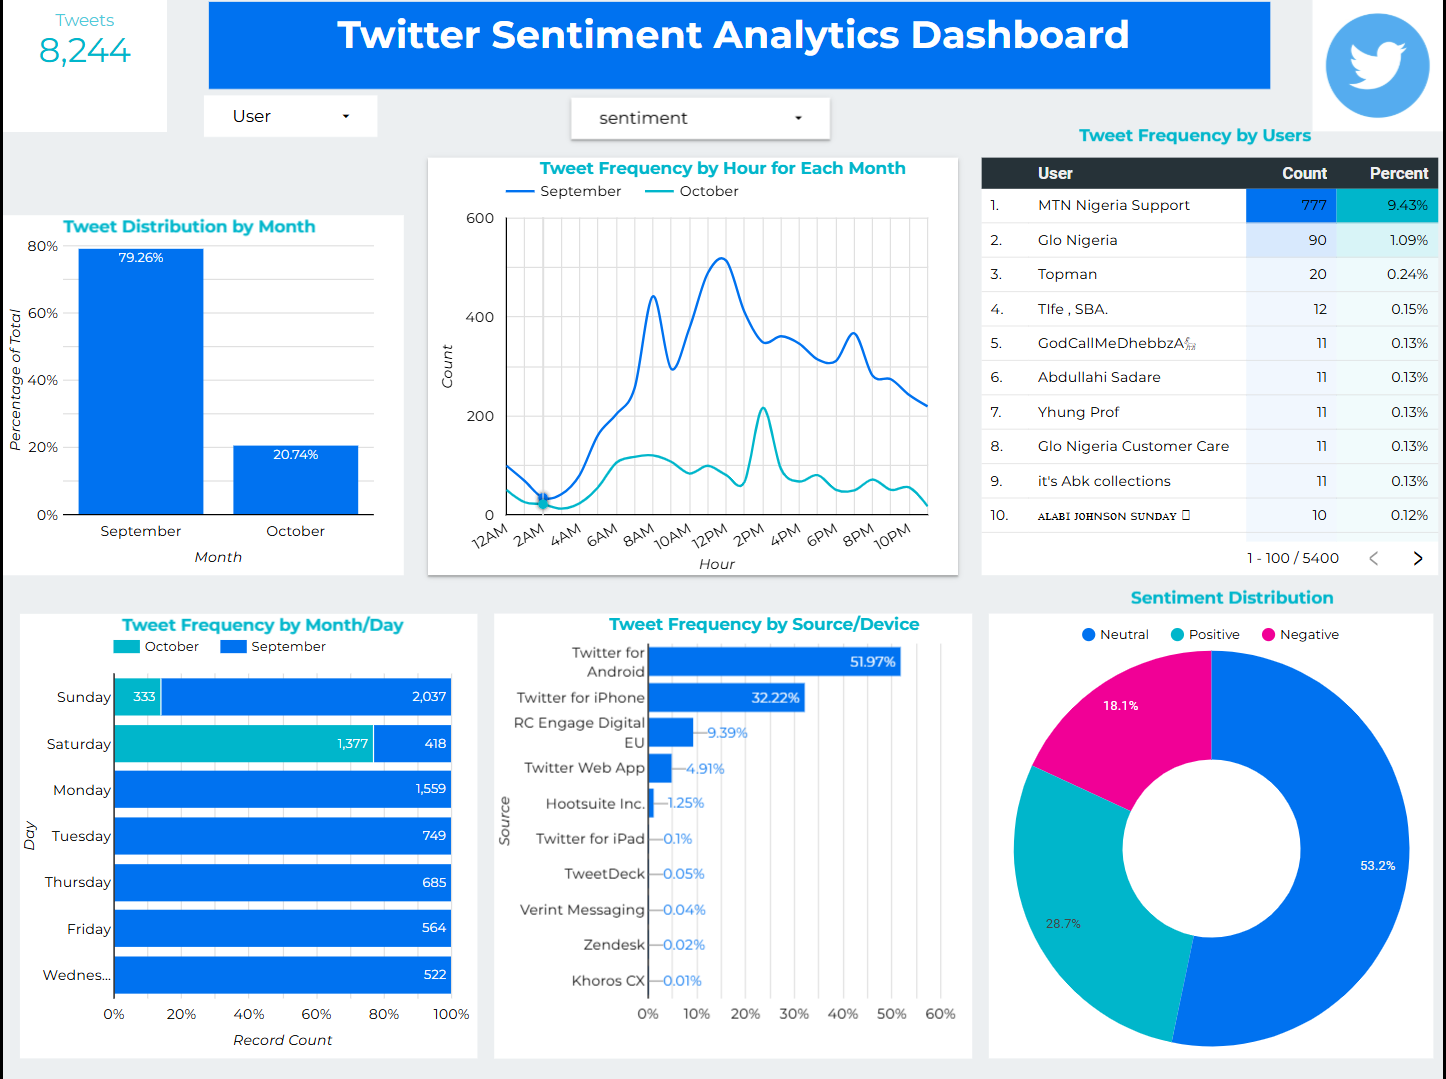 Tweets
8,244
Twitter Sentiment Analytics Dashboard
User
sentiment
Tweet Distribution by Month
80%
60%
40%
20%
0%
79.26%
20.74%
September
October
Month
Percentage of Total
Tweet Frequency by Hour for Each Month
September
October
600
400
200
0
Count
12AM
2AM
4AM
6AM
8AM
10AM
12PM
2PM
4PM
6PM
8PM
10PM
Hour
Tweet Frequency by Users
User Count Percent
1. MTN Nigeria Support 777 9.43%
2. Glo Nigeria 90 1.09%
3. Topman 20 0.24%
4. , SBA. 12 0.15%
5. 11 0.13%
6. Abdullahi Sadare 11 0.13%
7. Yhung Prof 11 0.13%
8. Glo Nigeria Customer Care 11 0.13%
9. it's Abk collections 11 0.13%
10. ᴀʟᴀʙɪ ᴊᴏʜɴsᴏɴ sᴜɴᴅᴀʏ 10 0.12%
1 - 100 / 5400
Tweet Frequency by Month/Day
October
September
Sunday 333 2,037
Saturday 1,377 418
Monday 1,559
Tuesday 749
Thursday 685
Friday 564
Wednes... 522
0% 20% 40% 60% 80% 100%
Record Count
Day
Tweet Frequency by Source/Device
Twitter for
Android
51.97%
Twitter for iPhone 32.22%
RC Engage Digital
EU
9.39%
Twitter Web App 4.91%
Hootsuite Inc. 1.25%
Twitter for iPad 0.1%
TweetDeck 0.05%
Verint Messaging 0.04%
Zendesk 0.02%
Khoros CX 0.01%
0% 10% 20% 30% 40% 50% 60%
Source
Sentiment Distribution
Neutral
Positive
Negative
18.1%
53.2%
28.7%